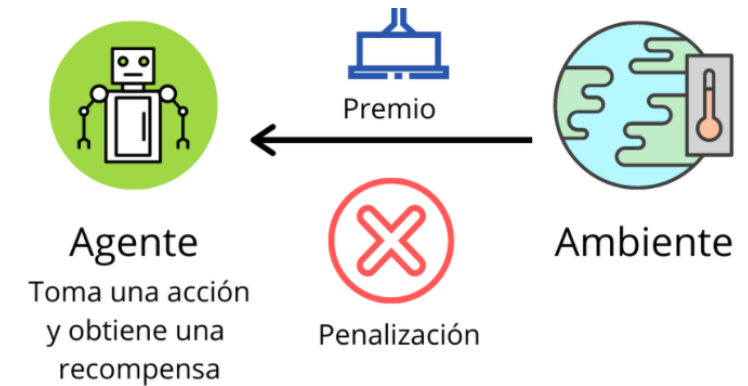 Premio
Agente
Ambiente
Toma una acción
y obtiene una
recompensa
Penalización